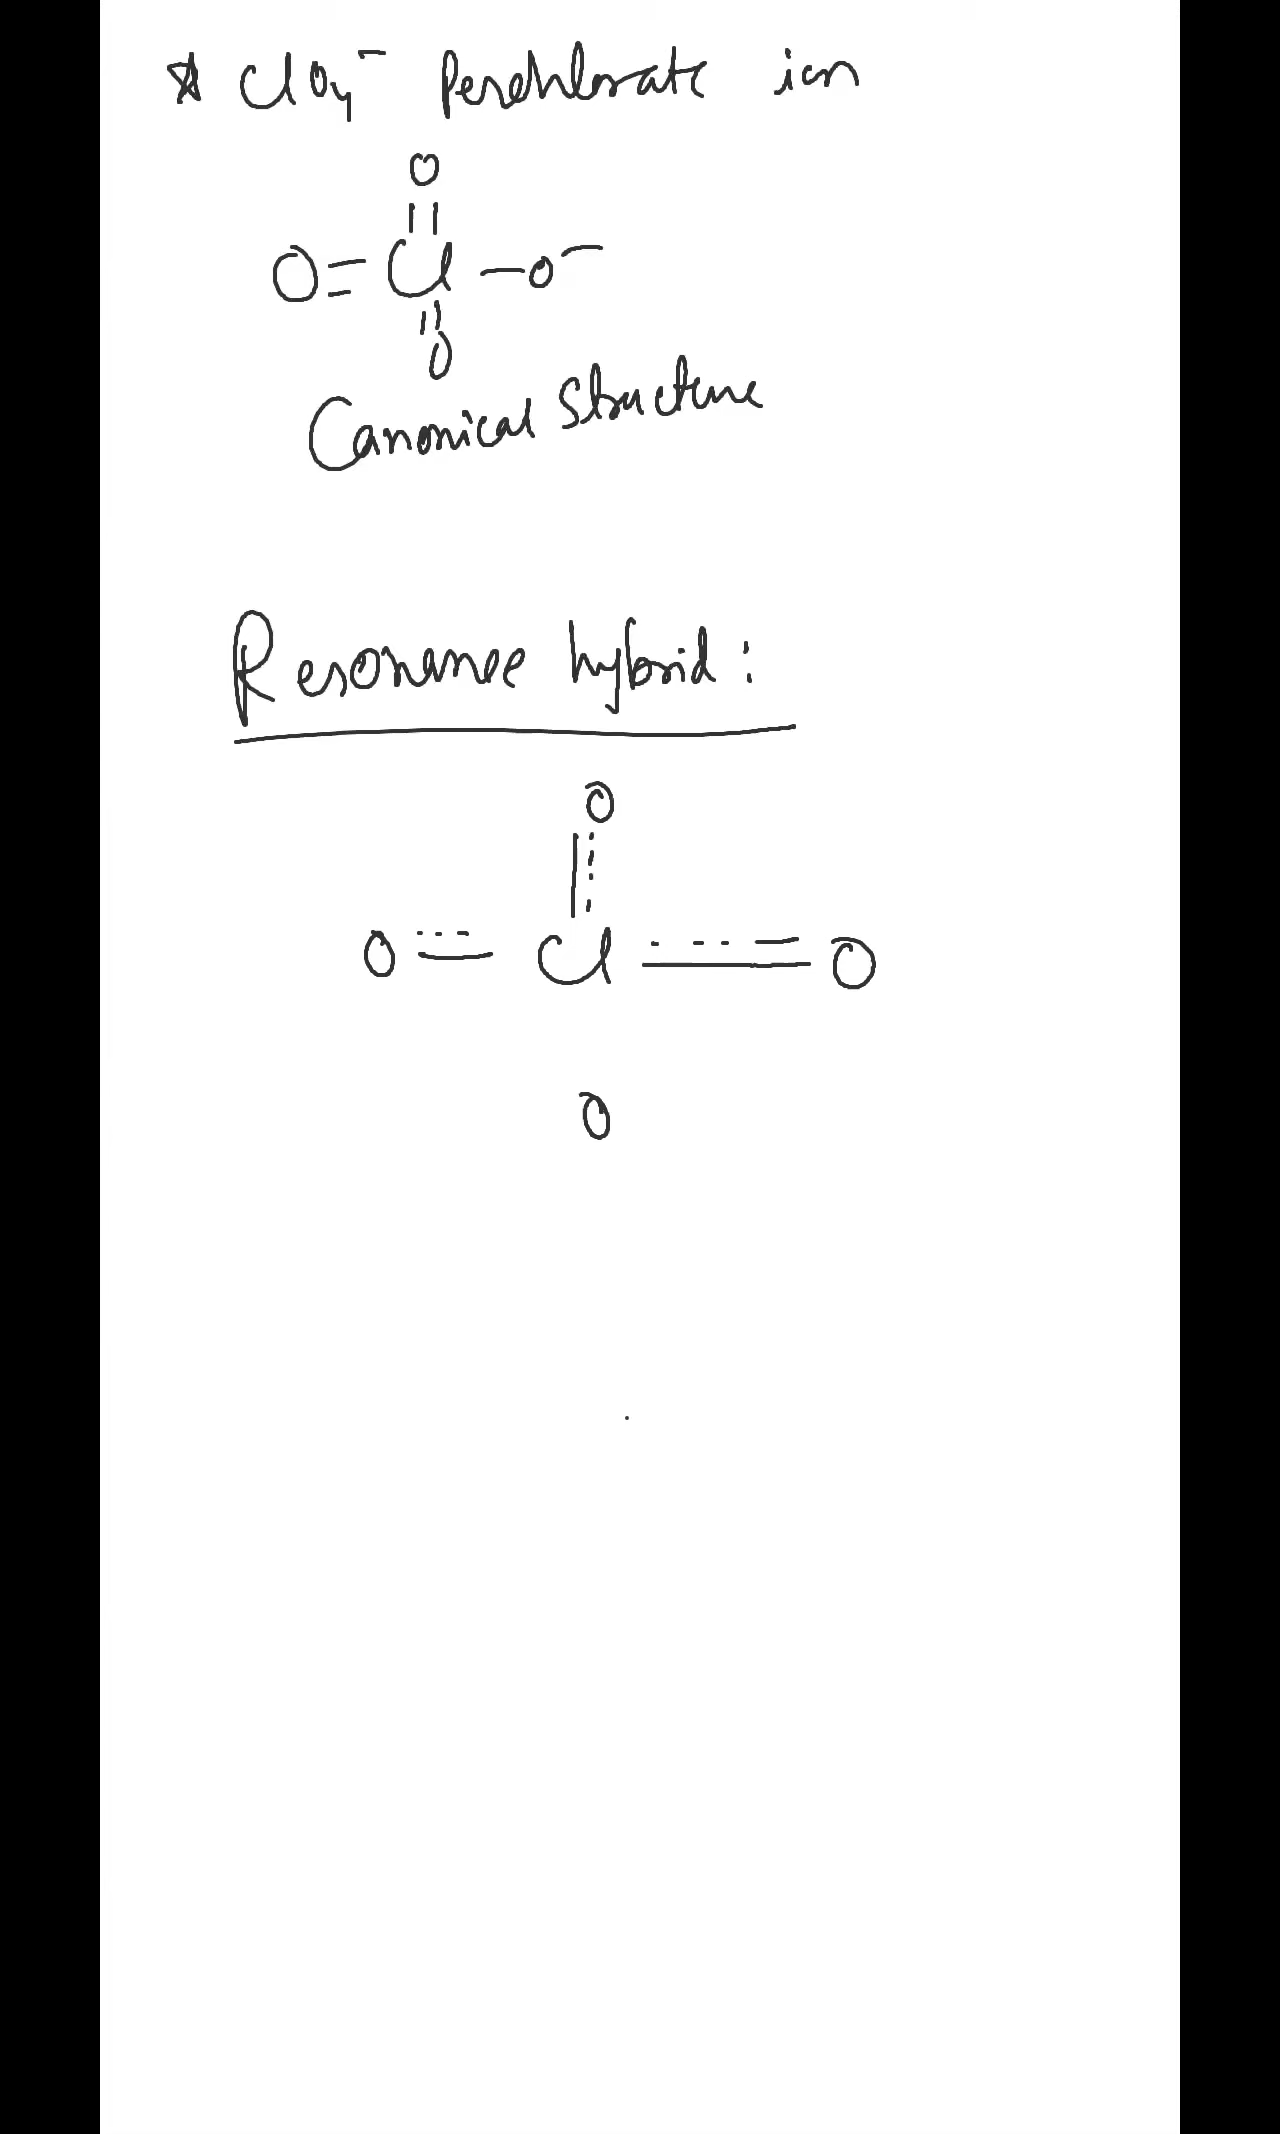 * ClO4- Perchlorate ion
O
O = Cl - O-
O
Canonical Structure
Resonance hybrid :
O
O Cl O
O